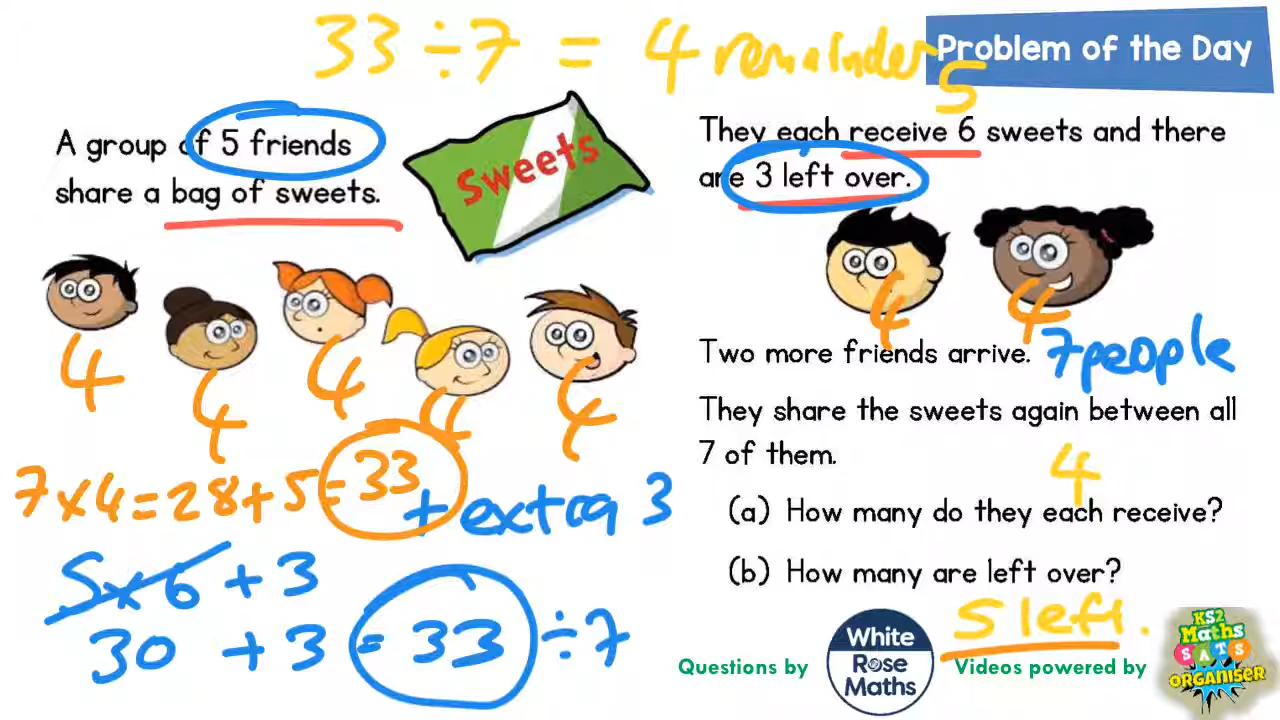 33 ÷ 7 = 4 remainder 5
Problem of the Day
A group of 5 friends
share a bag of sweets.
Sweets
They each receive 6 sweets and there
are 3 left over.
4
4
4
4
4
4
4
Two more friends arrive. 7 people
They share the sweets again between all
7 of them.
4
(a) How many do they each receive?
(b) How many are left over?
5 left.
7 x 4 = 28 + 5 = 33
+ extra 3
5 x 6 + 3
30 + 3 = 33 ÷ 7
Questions by
White
Rose
Maths
Videos powered by
KS2
Maths
SATS
ORGANISER